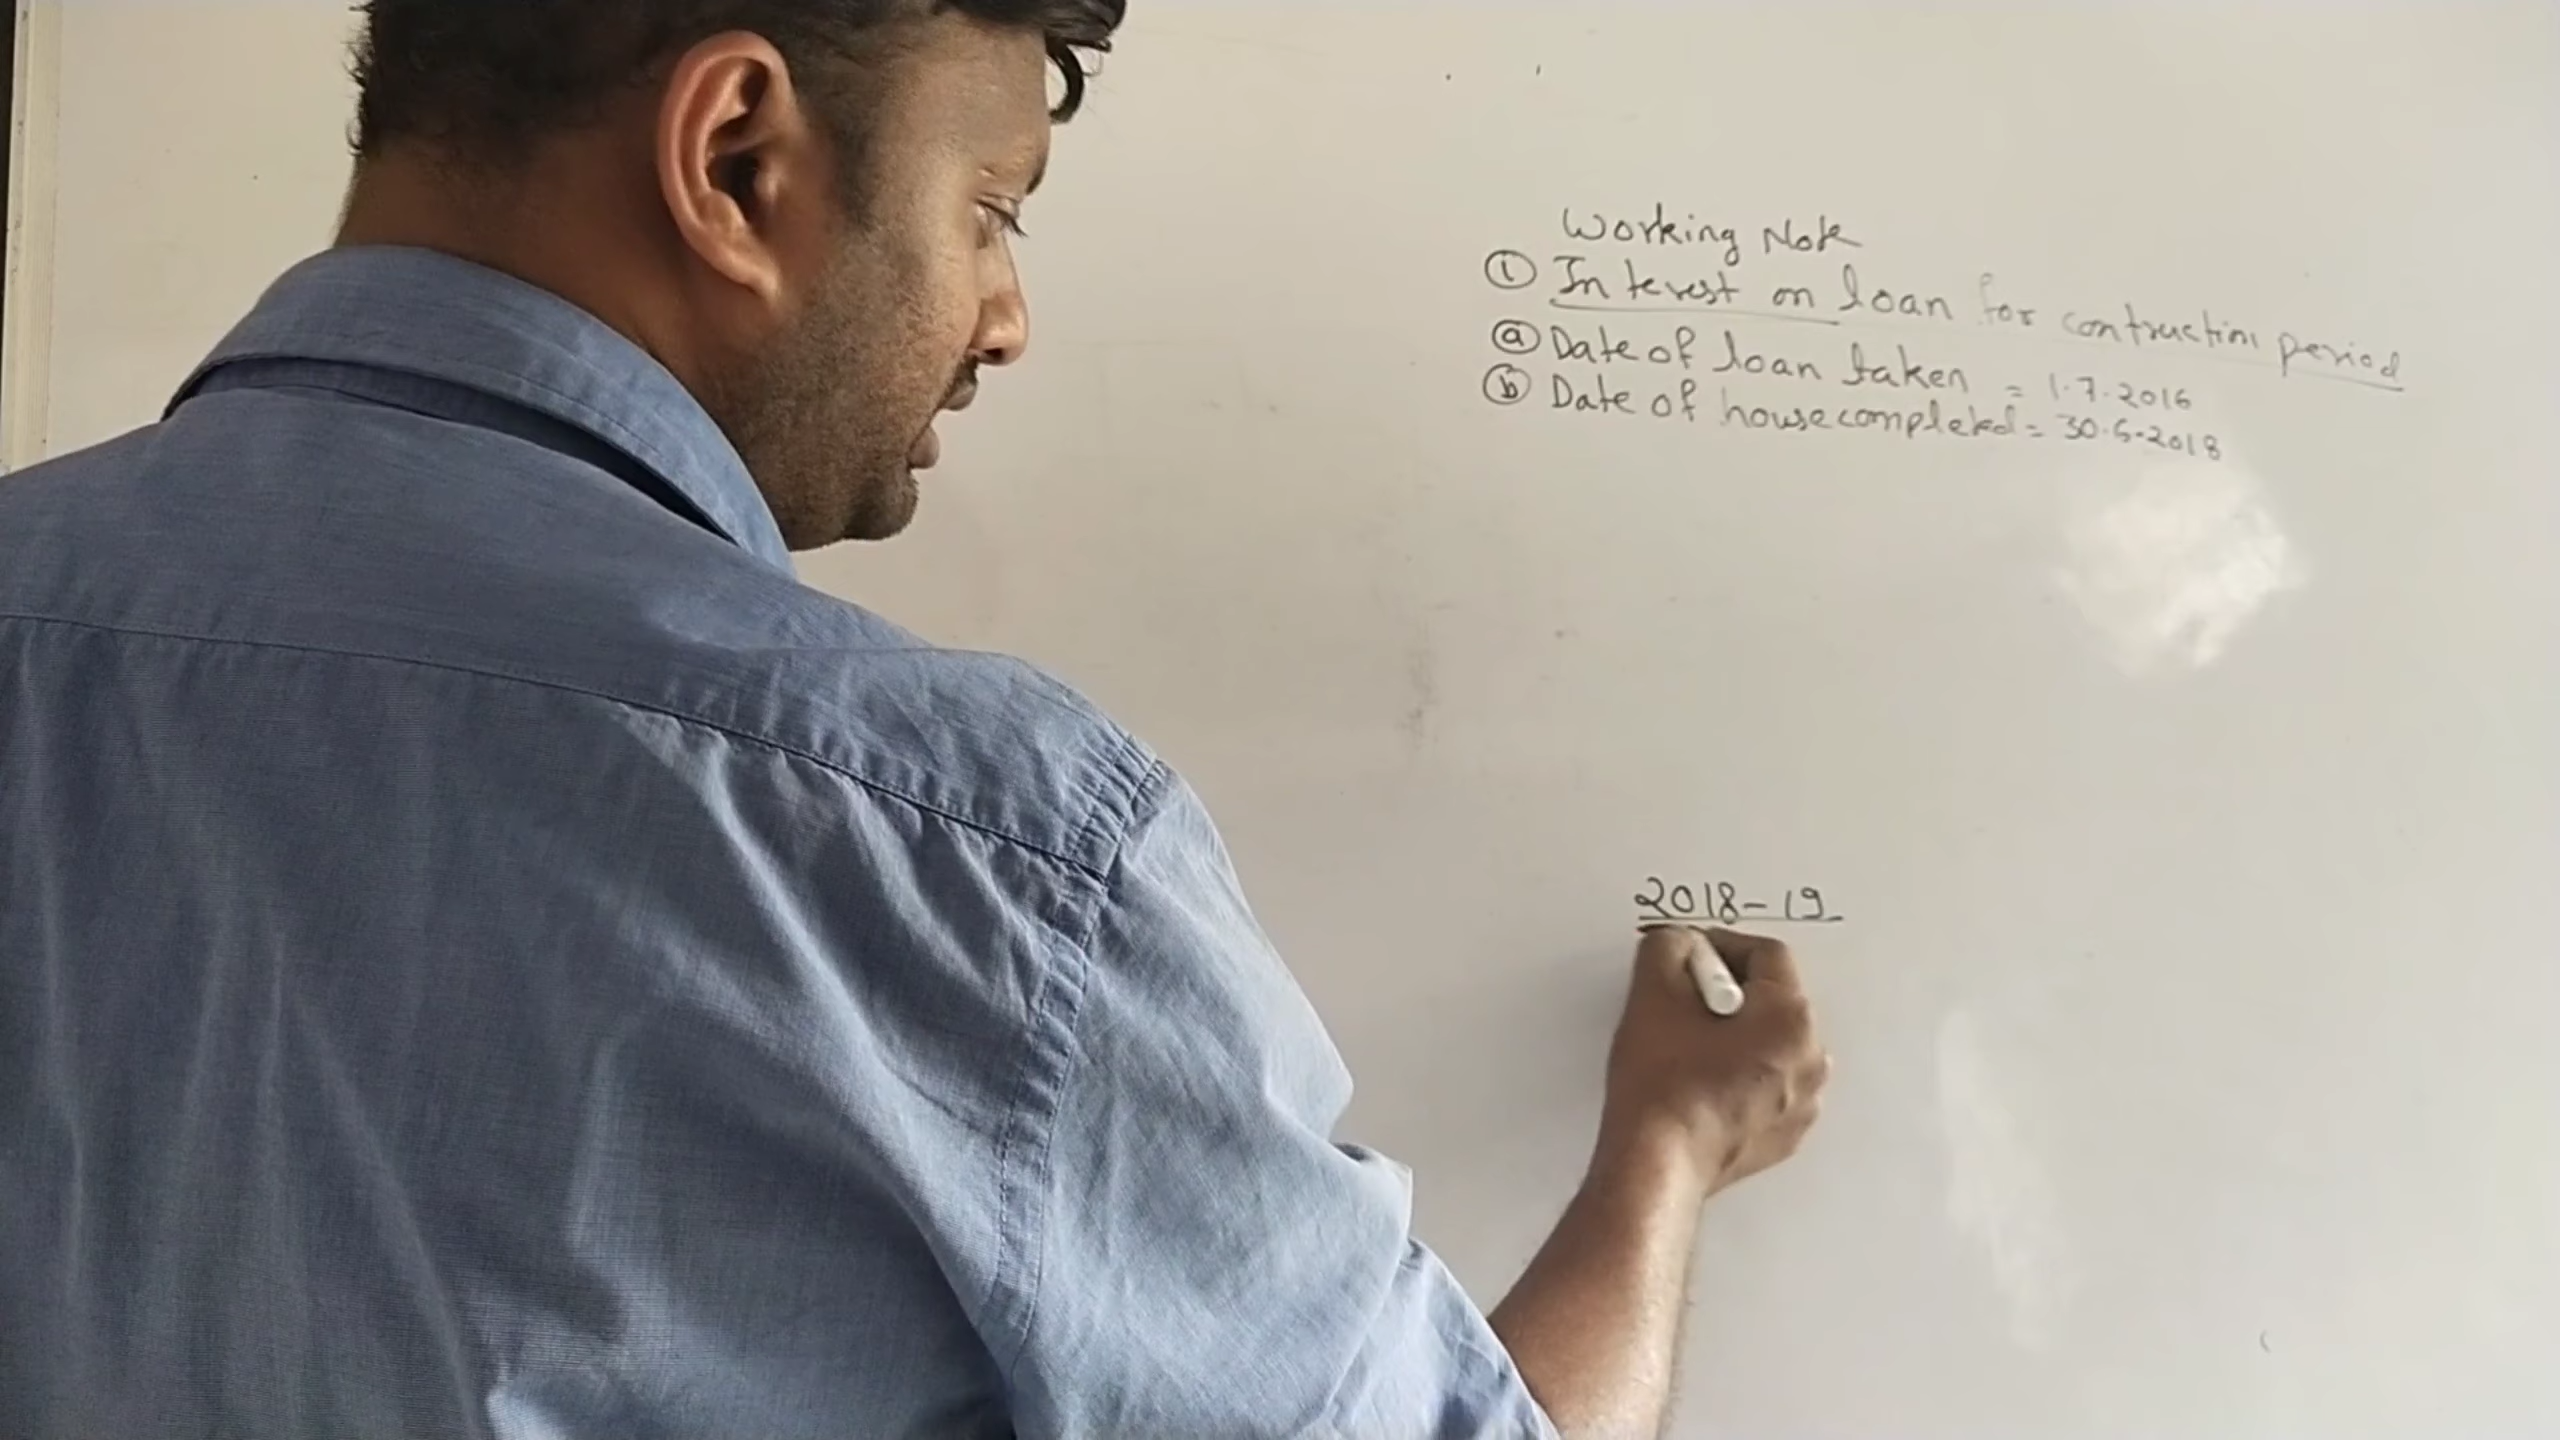 Working Note
① Interest on loan for contruction period
ⓐ Date of loan taken = 1.7.2016
ⓑ Date of house completed = 30.6.2018
2018-19